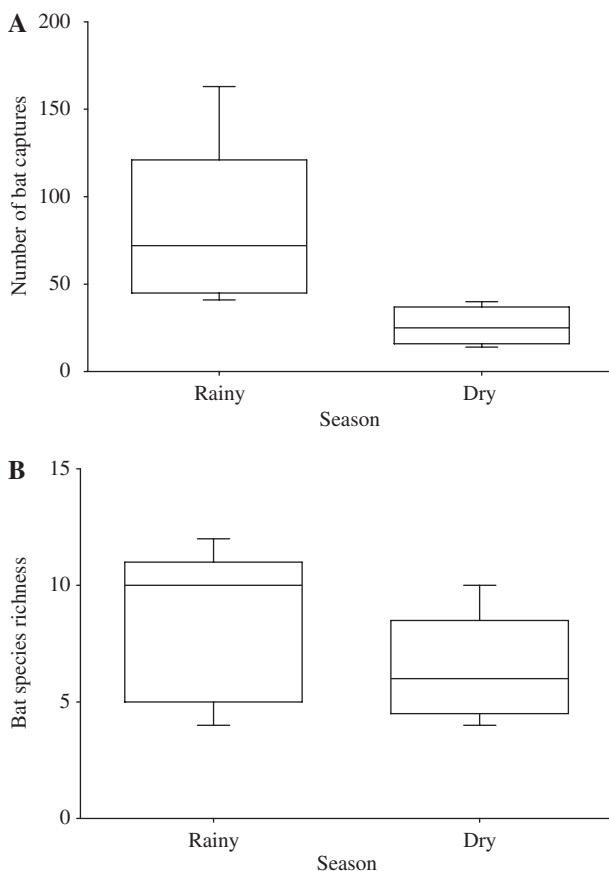 A
200
150
100
50
0
Number of bat captures
Rainy Dry
Season
B
15
10
5
0
Bat species richness
Rainy Dry
Season